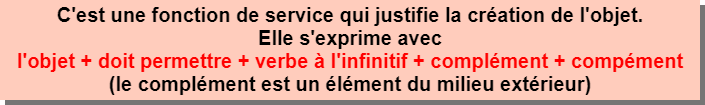 C'est une fonction de service qui justifie la création de l'objet.
Elle s'exprime avec
l'objet + doit permettre + verbe à l'infinitif + complément + compément
(le complément est un élément du milieu extérieur)